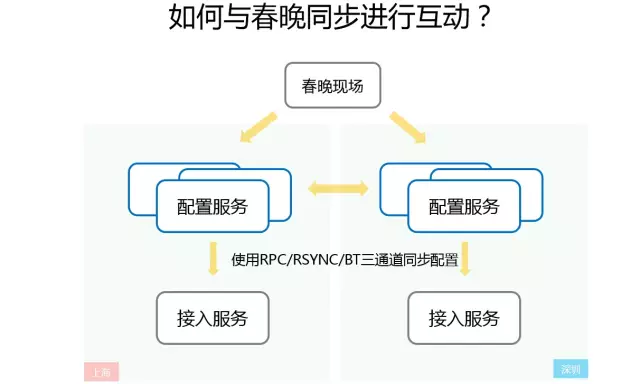 如何与春晚同步进行互动？
春晚现场
配置服务
配置服务
使用RPC/RSYNC/BT三通道同步配置
接入服务
接入服务
上海
深圳